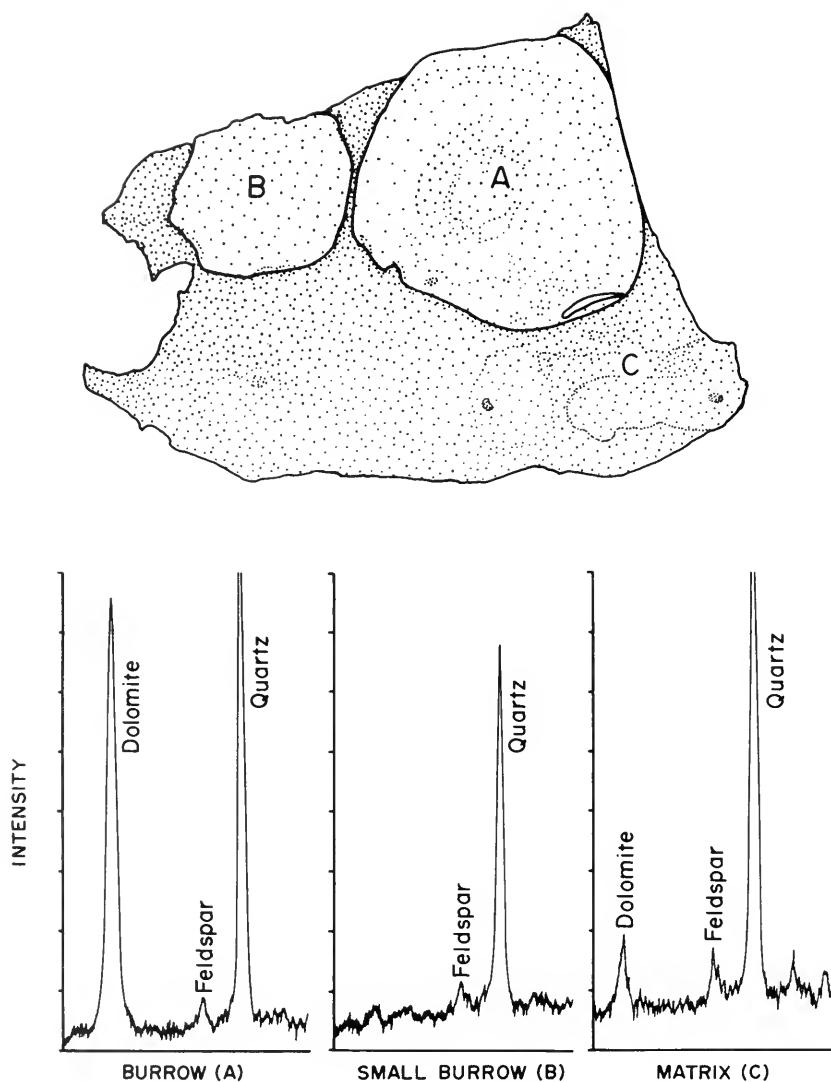 B
A
C
INTENSITY
Dolomite
Feldspar
Quartz
Feldspar
Quartz
Dolomite
Feldspar
Quartz
BURROW (A)
SMALL BURROW (B)
MATRIX (C)